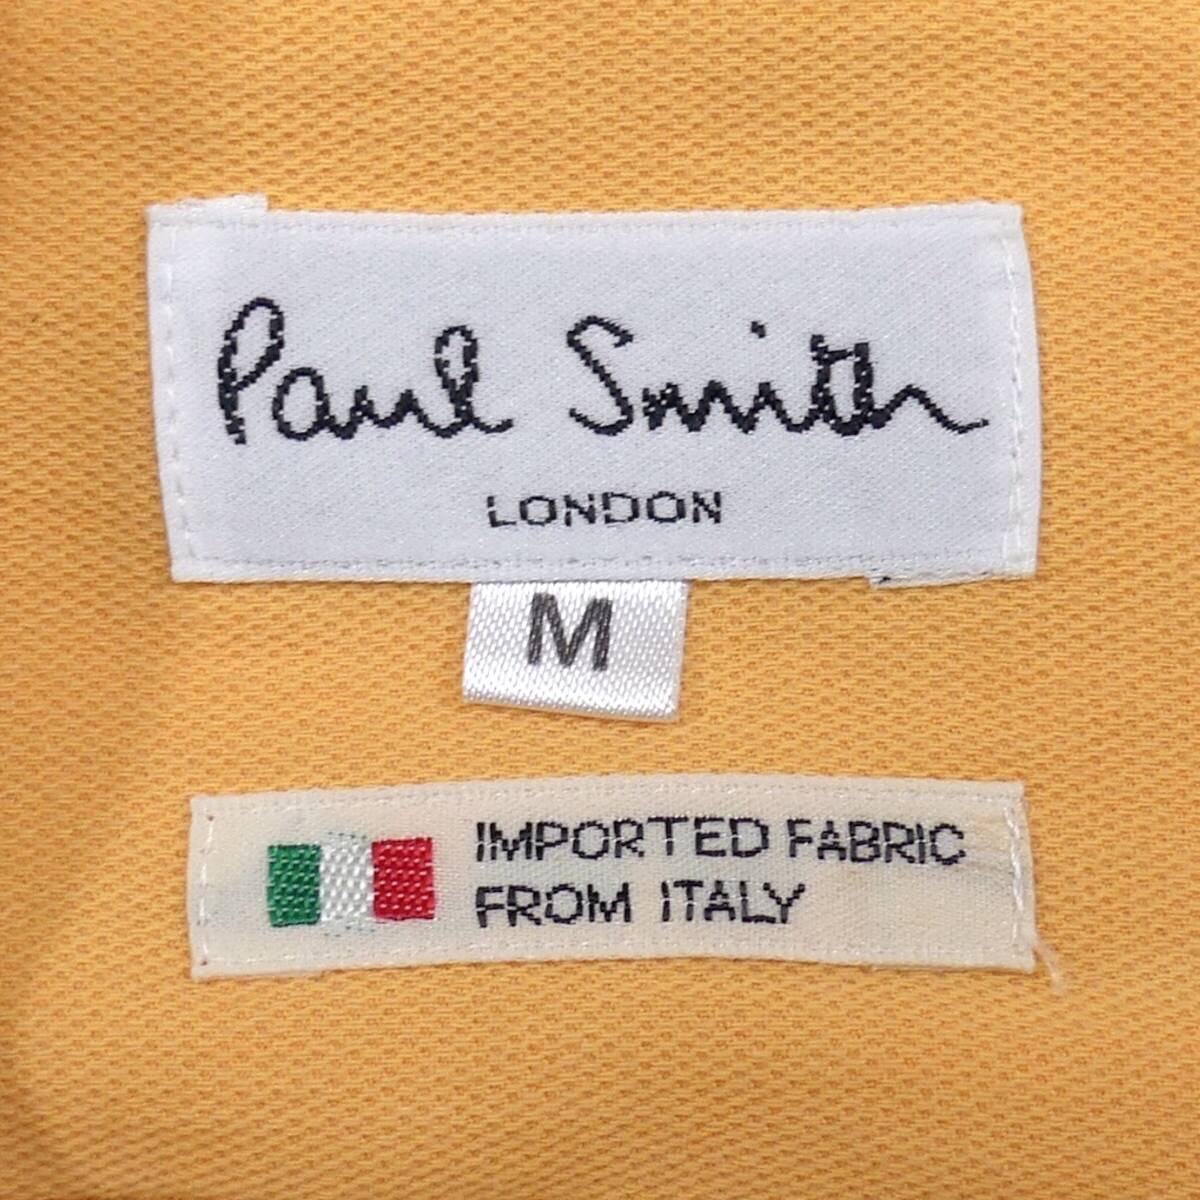 Paul Smith
LONDON
M
IMPORTED FABRIC
FROM ITALY